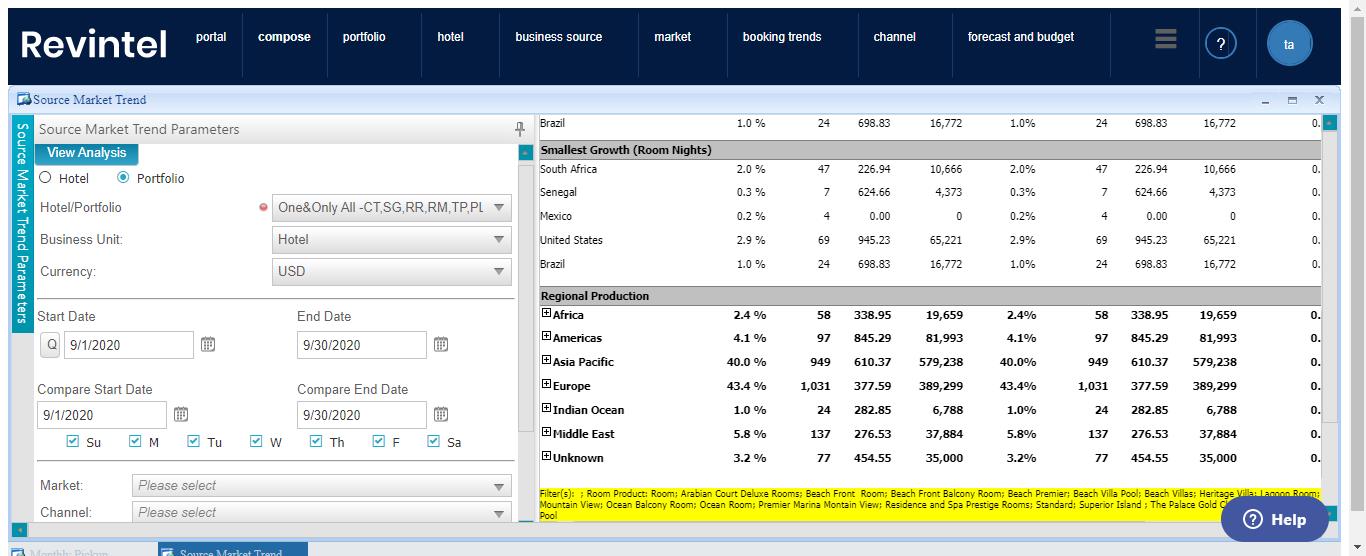 Revintel portal compose portfolio hotel business source market booking trends channel forecast and budget ? ta
Source Market Trend
Source Market Trend Parameters
Source Market Trend Parameters
View Analysis
Hotel Portfolio
Hotel/Portfolio One&Only All -CT,SG,RR,RM,TP,PL
Business Unit: Hotel
Currency: USD
Start Date End Date
Q 9/1/2020 9/30/2020
Compare Start Date Compare End Date
9/1/2020 9/30/2020
Su M Tu W Th F Sa
Market: Please select
Channel: Please select
Brazil 1.0 % 24 698.83 16,772 1.0% 24 698.83 16,772 0.
Smallest Growth (Room Nights)
South Africa 2.0 % 47 226.94 10,666 2.0% 47 226.94 10,666 0.
Senegal 0.3 % 7 624.66 4,373 0.3% 7 624.66 4,373 0.
Mexico 0.2 % 4 0.00 0 0.2% 4 0.00 0 0.
United States 2.9 % 69 945.23 65,221 2.9% 69 945.23 65,221 0.
Brazil 1.0 % 24 698.83 16,772 1.0% 24 698.83 16,772 0.
Regional Production
Africa 2.4 % 58 338.95 19,659 2.4% 58 338.95 19,659 0.
Americas 4.1 % 97 845.29 81,993 4.1% 97 845.29 81,993 0.
Asia Pacific 40.0 % 949 610.37 579,238 40.0% 949 610.37 579,238 0.
Europe 43.4 % 1,031 377.59 389,299 43.4% 1,031 377.59 389,299 0.
Indian Ocean 1.0 % 24 282.85 6,788 1.0% 24 282.85 6,788 0.
Middle East 5.8 % 137 276.53 37,884 5.8% 137 276.53 37,884 0.
Unknown 3.2 % 77 454.55 35,000 3.2% 77 454.55 35,000 0.
Filter(s): ; Room Product: Room; Arabian Court Deluxe Rooms; Beach Front Room; Beach Front Balcony Room; Beach Premier; Beach Villa Pool; Beach Villas; Heritage Villa; Lagoon Room;
Mountain View; Ocean Balcony Room; Ocean Room; Premier Marina Montain View; Residence and Spa Prestige Rooms; Standard; Superior Island ; The Palace Gold
Pool
? Help
Monthly Pickup Source Market Trend